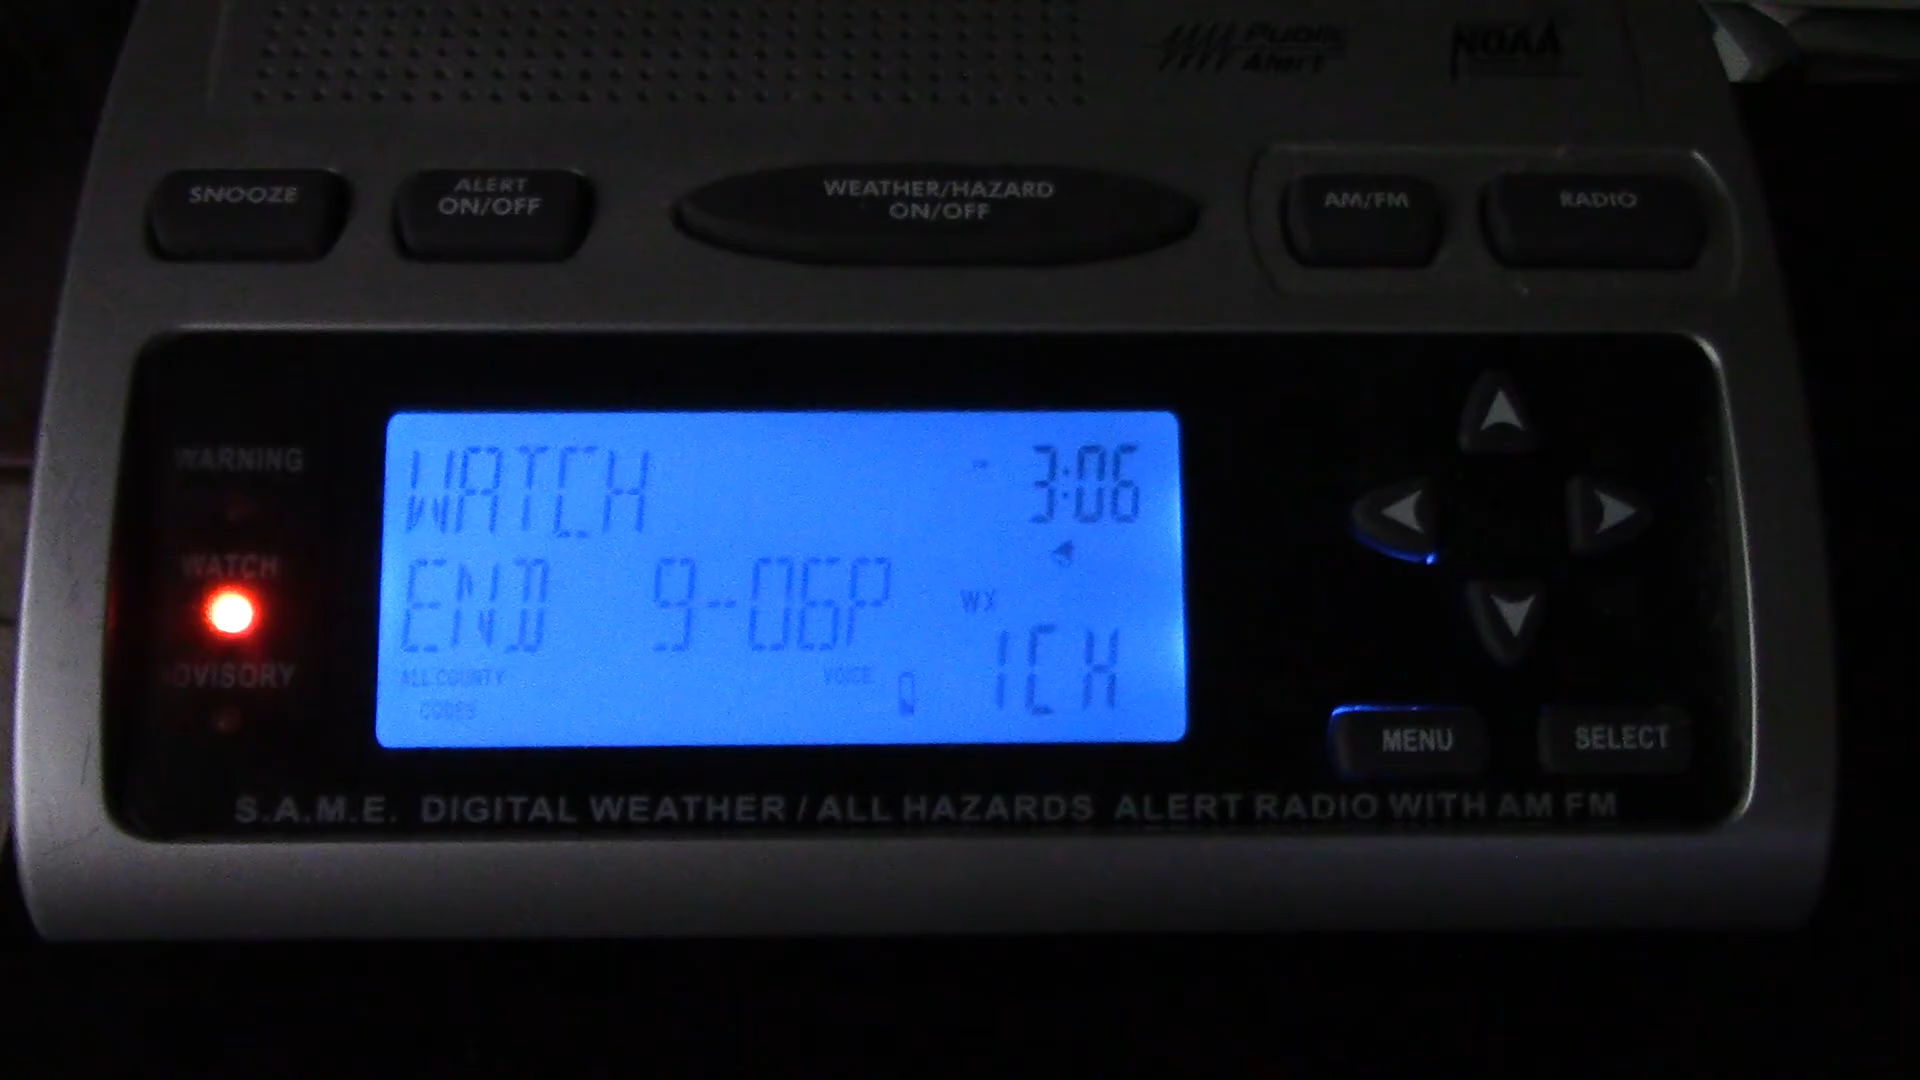 Public
Alert
NOAA
SNOOZE
ALERT
ON/OFF
WEATHER/HAZARD
ON/OFF
AM/FM
RADIO
WARNING
WATCH
ADVISORY
WATCH
3:06
END 9-06P
WX
ALL COUNTY
CODES
VOICE
1CH
MENU
SELECT
S.A.M.E. DIGITAL WEATHER / ALL HAZARDS ALERT RADIO WITH AM FM